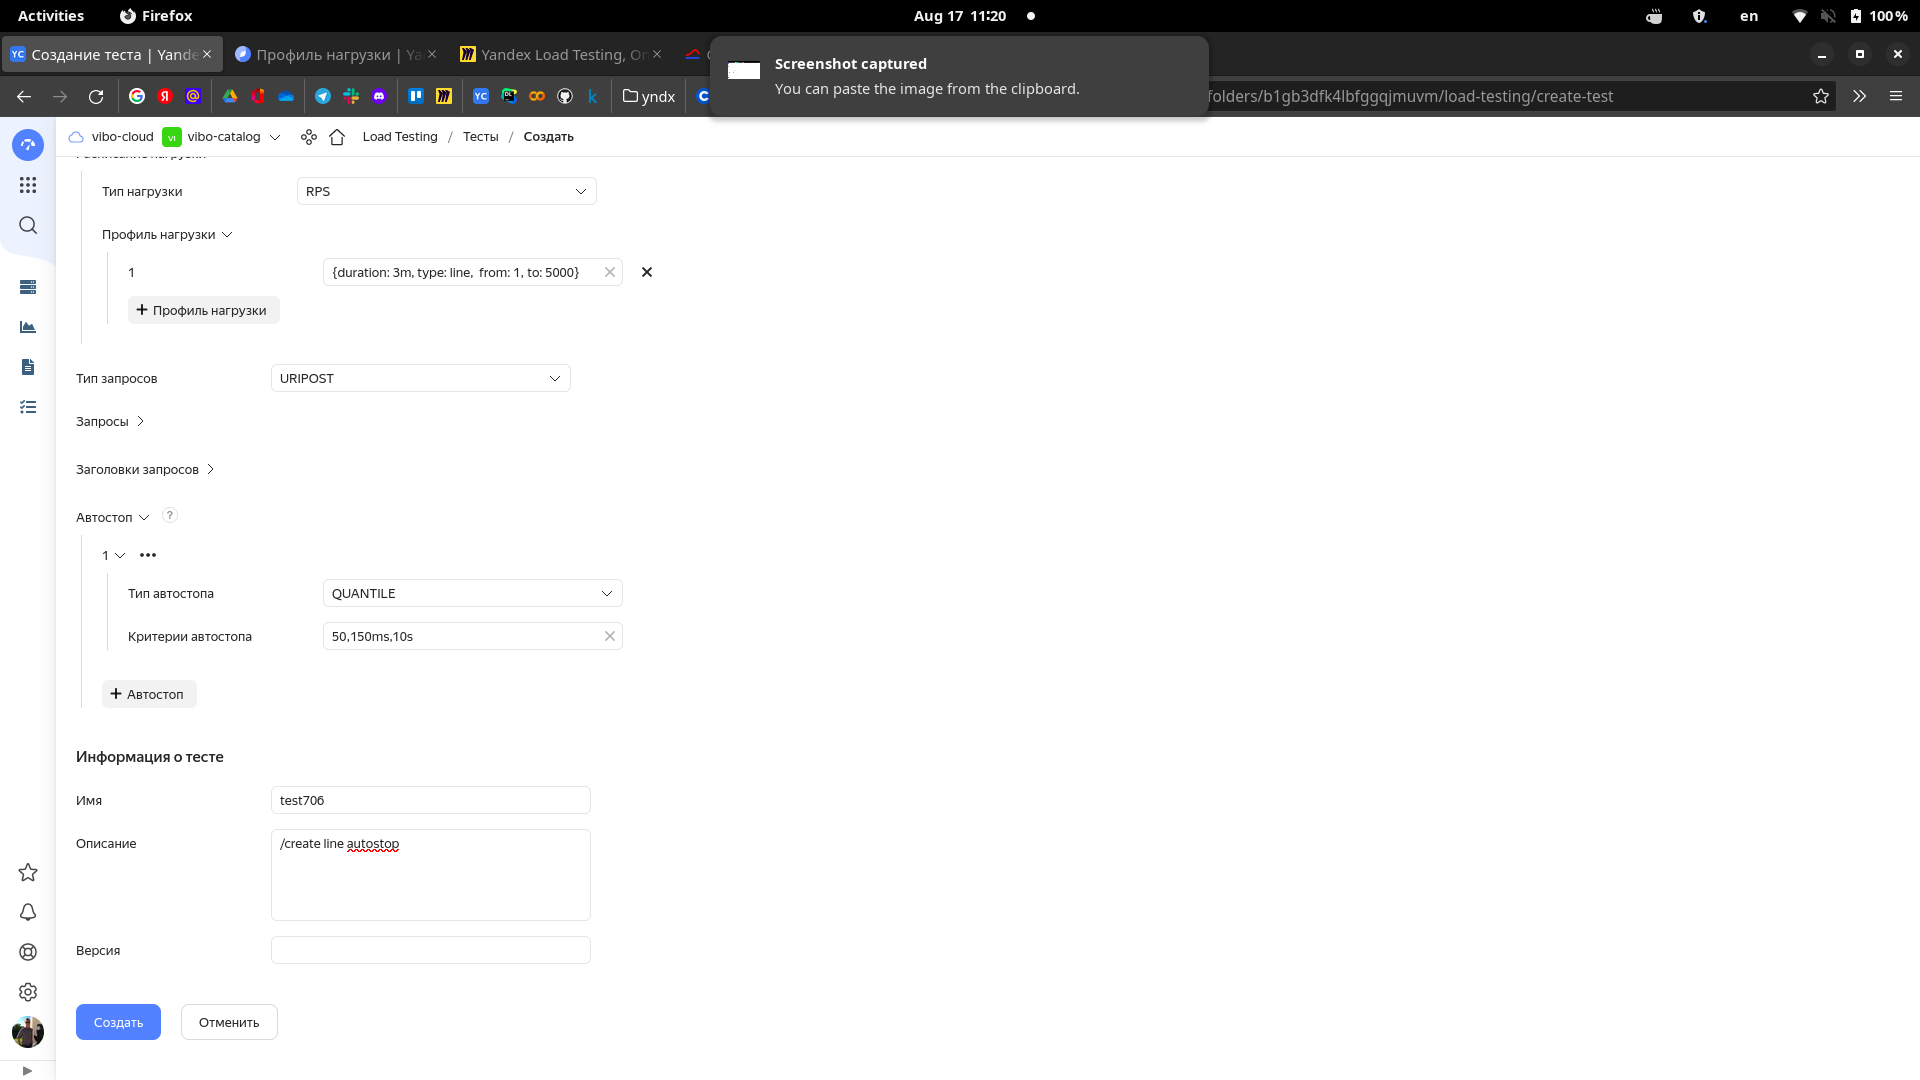 Activities
Firefox
Aug 17 11:20
en
100 %
Создание теста | Yande
Профиль нагрузки | Ya
Yandex Load Testing, On
Screenshot captured
You can paste the image from the clipboard.
yndx
folders/b1gb3dfk4lbfggqjmuvm/load-testing/create-test
vibo-cloud
VI
vibo-catalog
Load Testing / Тесты / Создать
Расписание нагрузки
Тип нагрузки
RPS
Профиль нагрузки
1
{duration: 3m, type: line,  from: 1, to: 5000}
+ Профиль нагрузки
Тип запросов
URIPOST
Запросы
Заголовки запросов
Автостоп
?
1
Тип автостопа
QUANTILE
Критерии автостопа
50,150ms,10s
+ Автостоп
Информация о тесте
Имя
test706
Описание
/create line autostop
Версия
Создать
Отменить